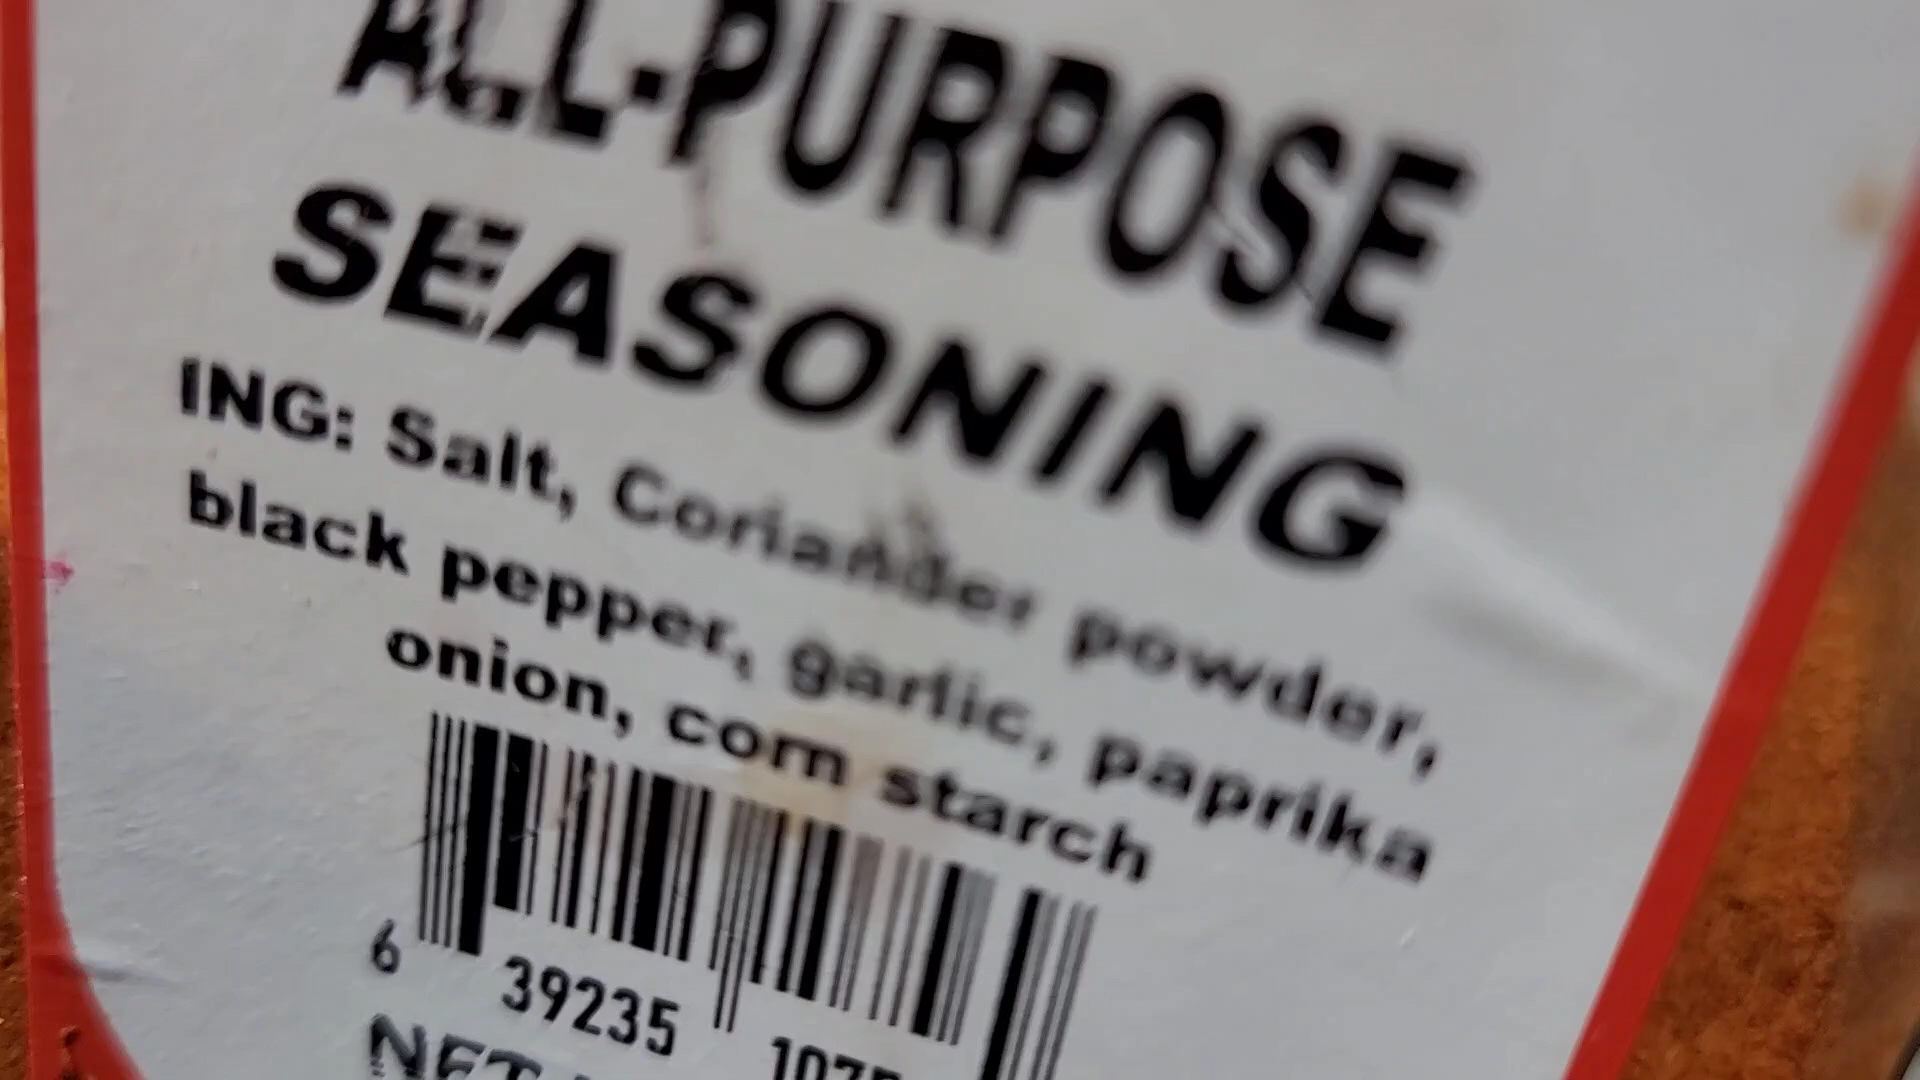 ALL-PURPOSE
SEASONING
ING: Salt, Coriander powder,
black pepper, garlic, paprika
onion, corn starch
6 39235
NET